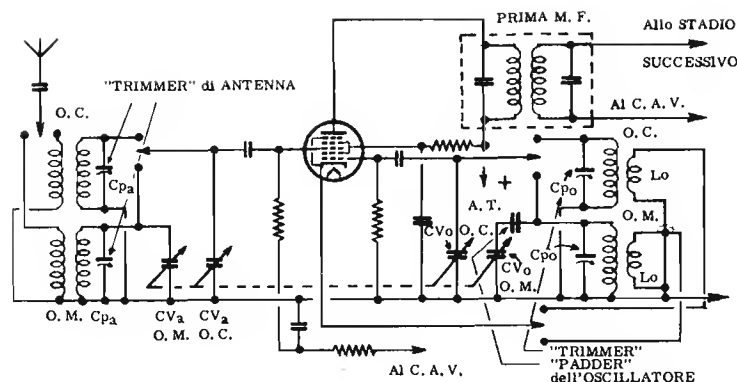 PRIMA M. F.
Allo STADIO
SUCCESSIVO
Al C. A. V.
"TRIMMER" di ANTENNA
O. C.
Cpa
O. M.
Cpa
CVa
O. M.
CVa
O. C.
Al C. A. V.
+
A. T.
CVo O. C.
CVo
O. M.
O. C.
Cpo
Lo
O. M.
Cpo
Lo
"TRIMMER"
"PADDER"
dell'OSCILLATORE